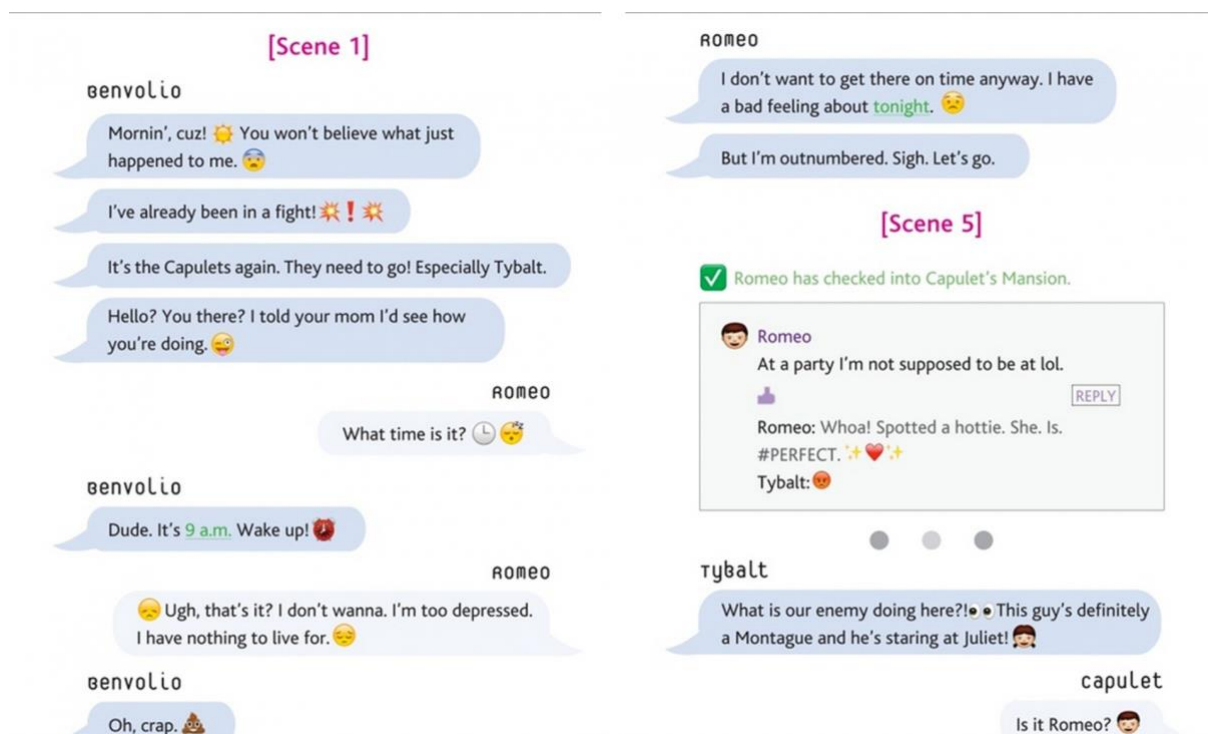 [Scene 1]
Benvolio
Mornin', cuz! ☀️ You won't believe what just
happened to me. 😨
I've already been in a fight! 💥❗💥
It's the Capulets again. They need to go! Especially Tybalt.
Hello? You there? I told your mom I'd see how
you're doing. 😜
Romeo
What time is it? 🕒 😴
Benvolio
Dude. It's 9 a.m. Wake up! ⏰
Romeo
😞 Ugh, that's it? I don't wanna. I'm too depressed.
I have nothing to live for. 😔
Benvolio
Oh, crap. 💩
Romeo
I don't want to get there on time anyway. I have
a bad feeling about tonight. 😟
But I'm outnumbered. Sigh. Let's go.
[Scene 5]
✅ Romeo has checked into Capulet's Mansion.
Romeo
At a party I'm not supposed to be at lol.
REPLY
Romeo: Whoa! Spotted a hottie. She. Is.
#PERFECT. ✨❤️✨
Tybalt: 😡
Tybalt
What is our enemy doing here?! 👀 This guy's definitely
a Montague and he's staring at Juliet! 👧
Capulet
Is it Romeo? 👦